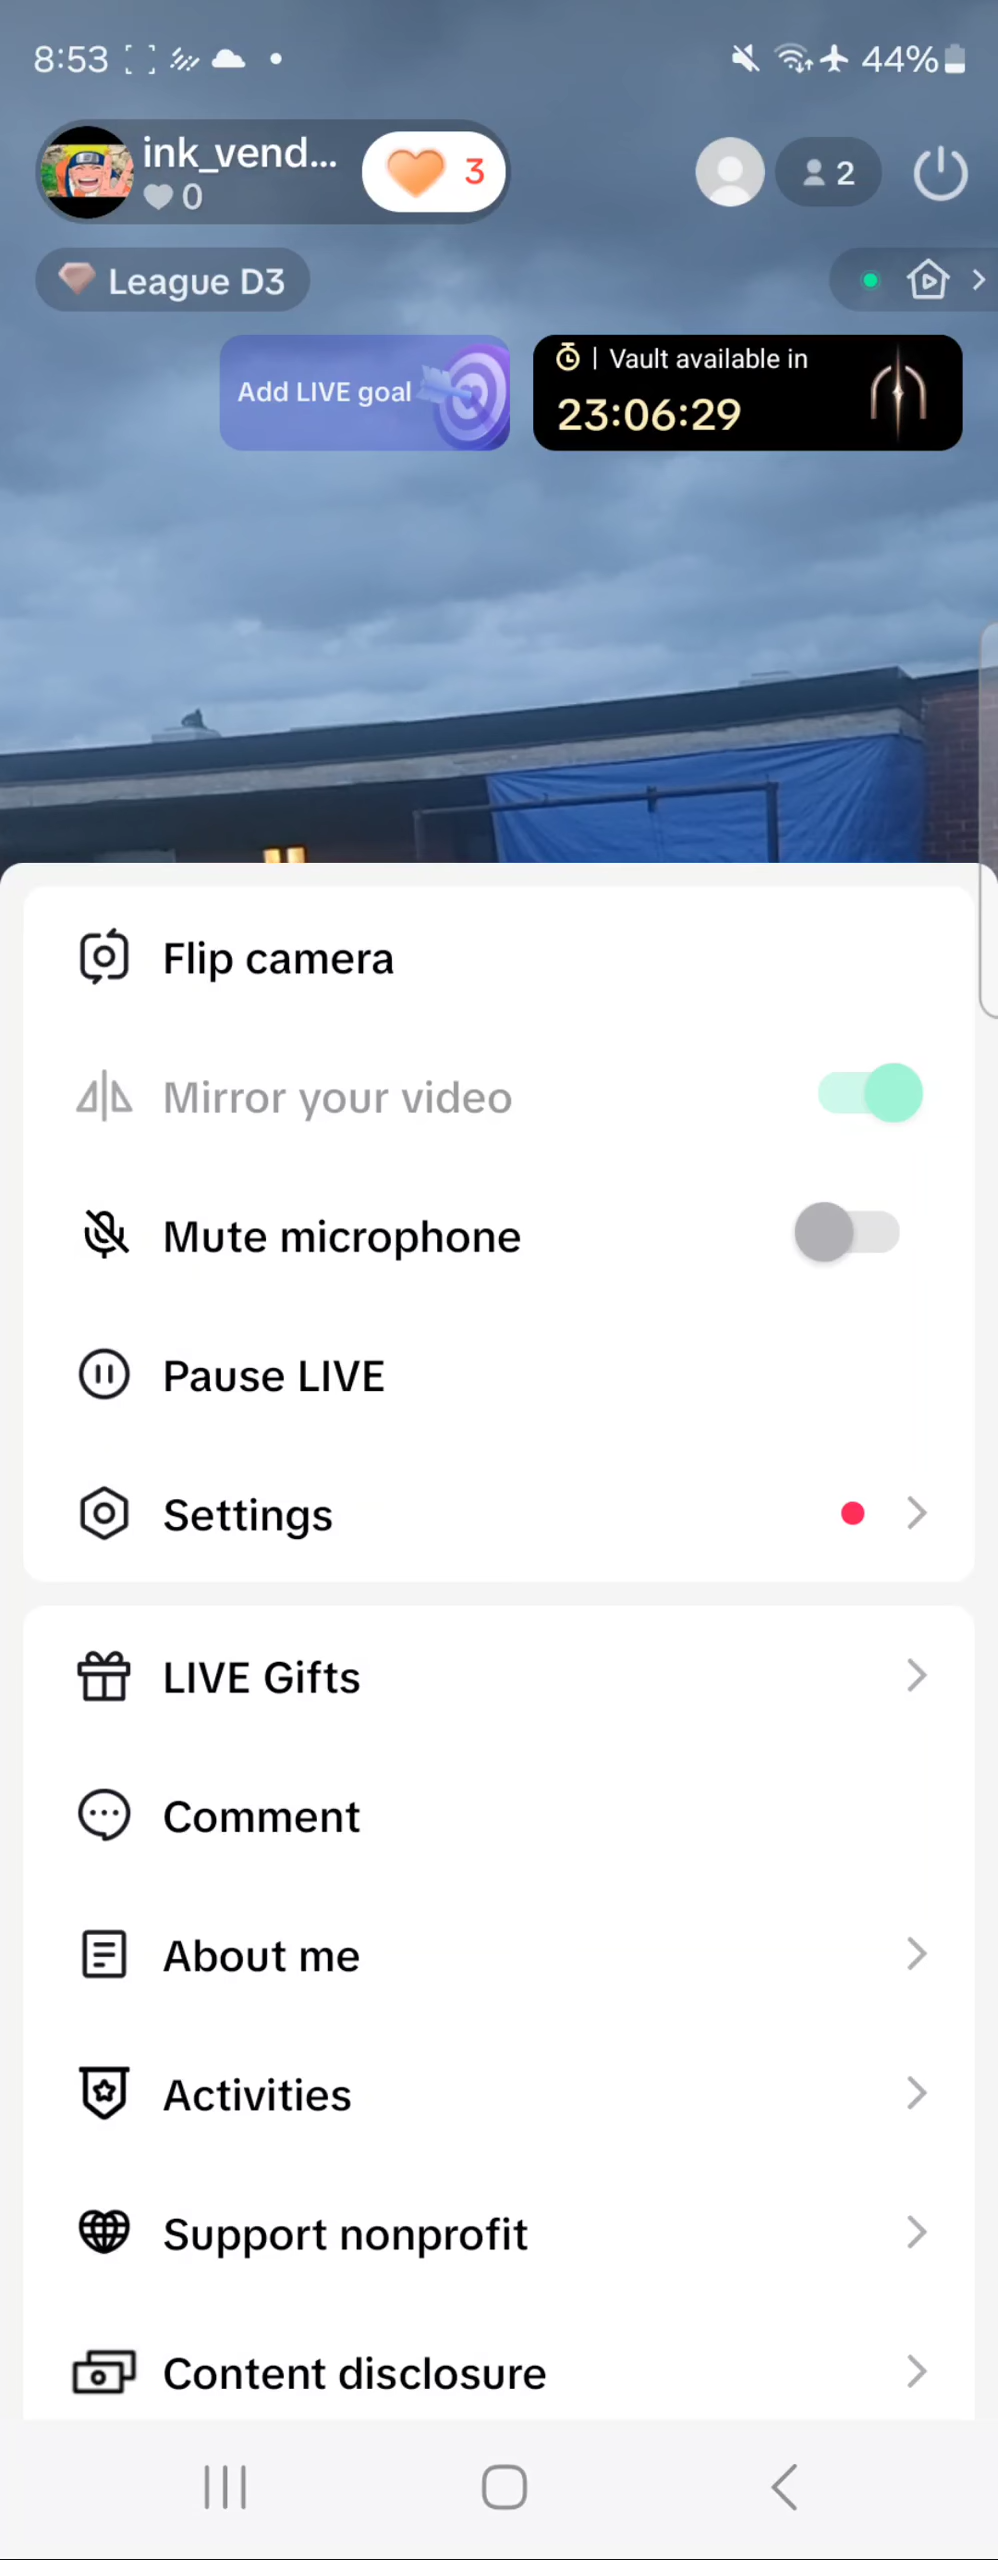 8:53 44%
ink_vend... 3
0
2
League D3
Add LIVE goal
Vault available in
23:06:29
Flip camera
Mirror your video
Mute microphone
Pause LIVE
Settings
LIVE Gifts
Comment
About me
Activities
Support nonprofit
Content disclosure